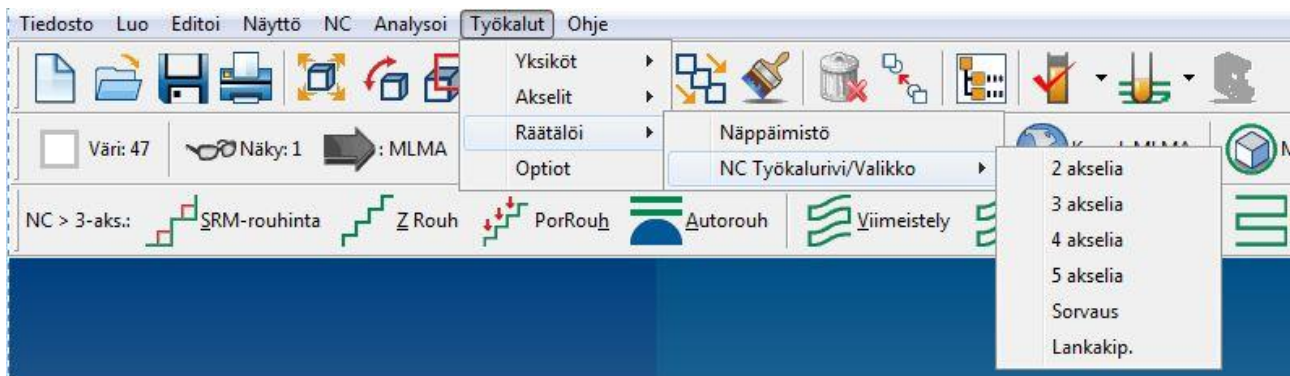 Tiedosto Luo Editoi Näyttö NC Analysoi Työkalut Ohje
Yksiköt
Akselit
Räätälöi
Optiot
Näppäimistö
NC Työkalurivi/Valikko
2 akselia
3 akselia
4 akselia
5 akselia
Sorvaus
Lankakip.
Väri: 47 Näky: 1 : MLMA
NC > 3-aks.: SRM-rouhinta Z Rouh PorRouh Autorouh Viimeistely